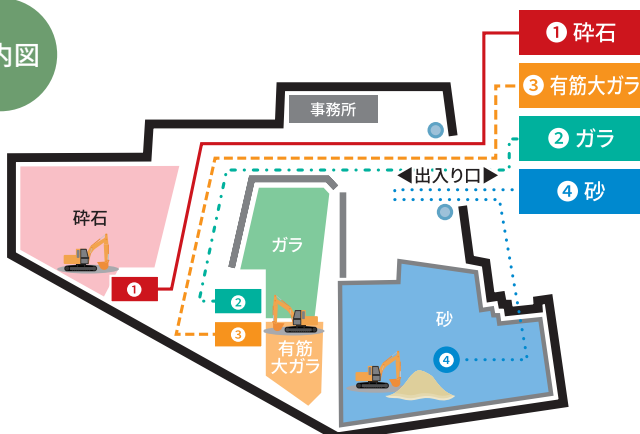 内図
❶ 砕石
❸ 有筋大ガラ
❷ ガラ
❹ 砂
事務所
出入り口
砕石
❶
ガラ
❷
❸
有筋
大ガラ
砂
❹